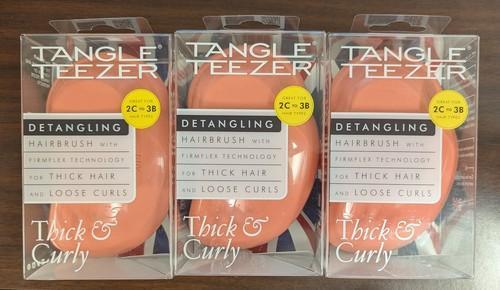 TANGLE
TEEZER
GREAT FOR
2C TO 3B
HAIR TYPES
DETANGLING
HAIRBRUSH WITH
FIRMFLEX TECHNOLOGY
FOR THICK HAIR
AND LOOSE CURLS
Thick &
Curly
TANGLE
TEEZER
GREAT FOR
2C TO 3B
HAIR TYPES
DETANGLING
HAIRBRUSH WITH
FIRMFLEX TECHNOLOGY
FOR THICK HAIR
AND LOOSE CURLS
Thick &
Curly
TANGLE
TEEZER
GREAT FOR
2C TO 3B
HAIR TYPES
DETANGLING
HAIRBRUSH WITH
FIRMFLEX TECHNOLOGY
FOR THICK HAIR
AND LOOSE CURLS
Thick &
Curly